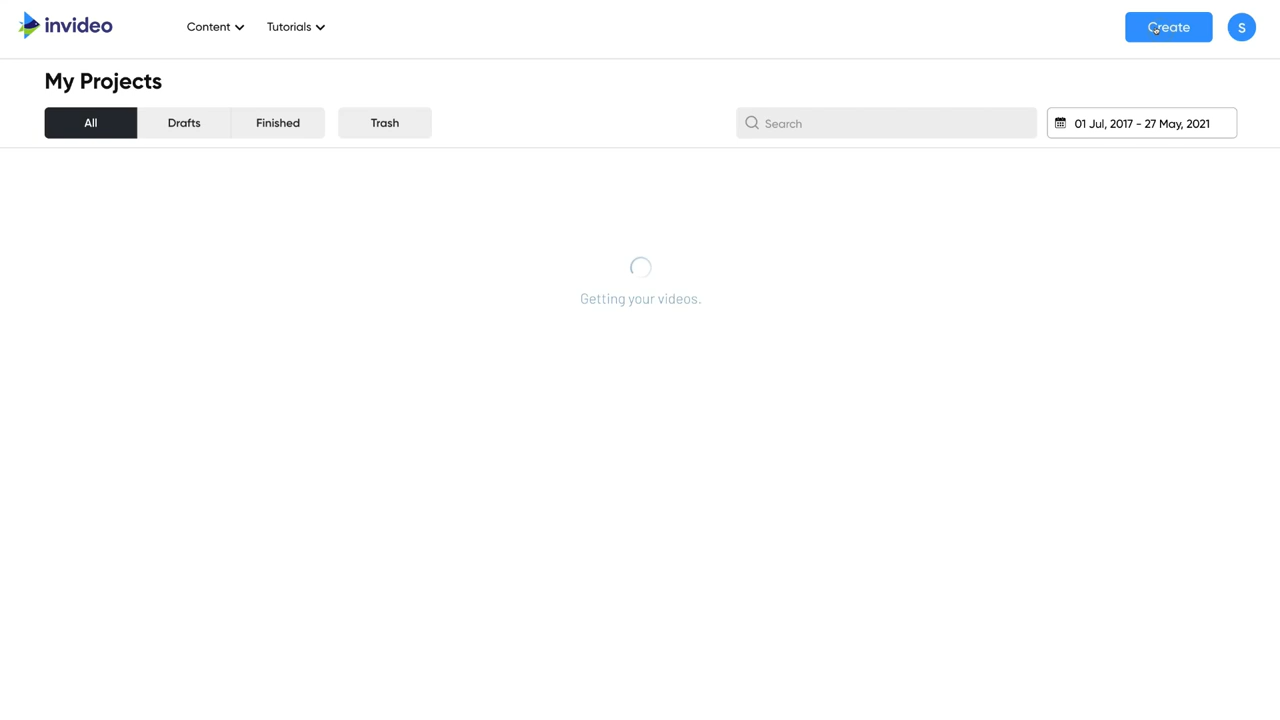 invideo
Content
Tutorials
Create
S
My Projects
All
Drafts
Finished
Trash
Search
01 Jul, 2017 - 27 May, 2021
Getting your videos.